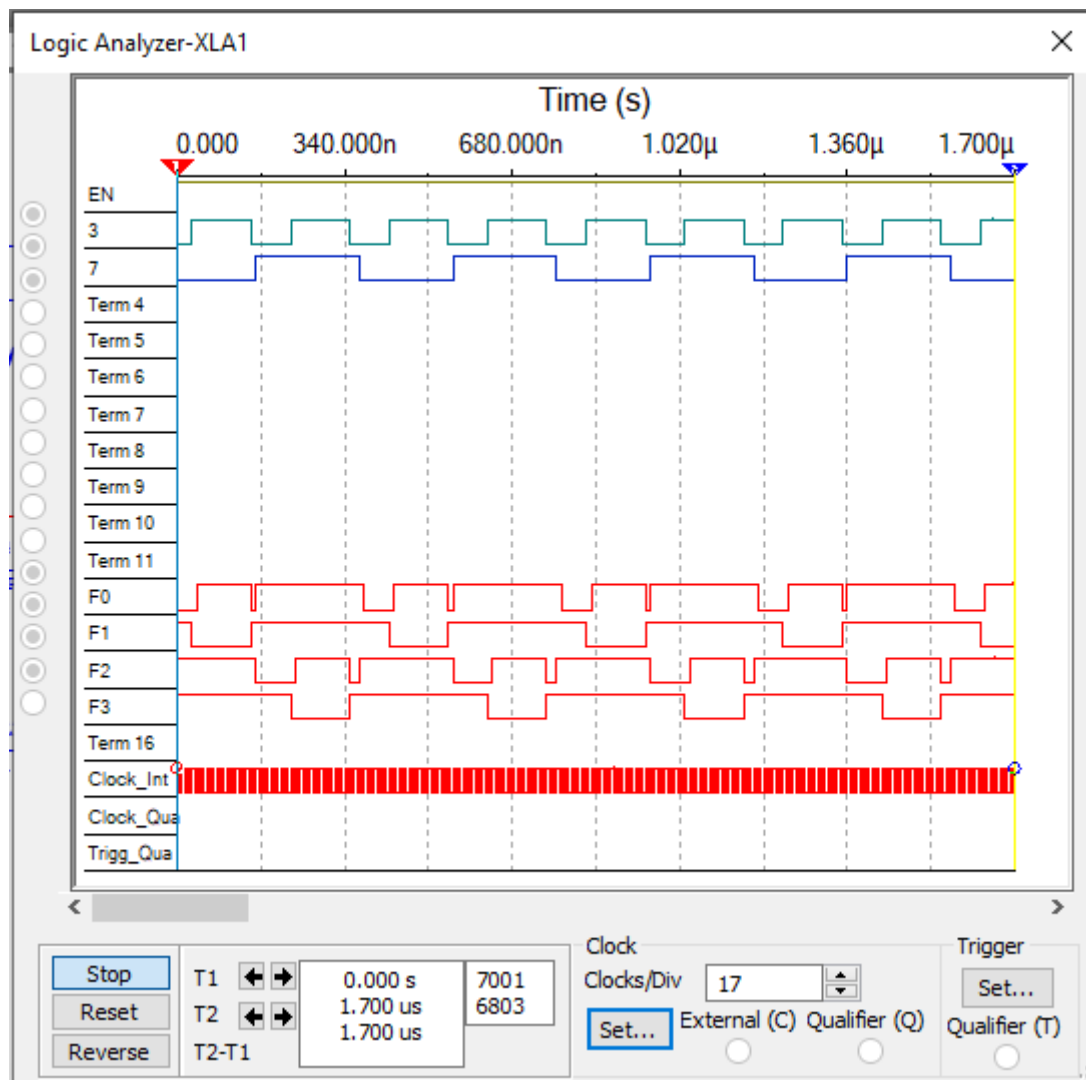 Logic Analyzer-XLA1
Time (s)
0.000 340.000n 680.000n 1.020µ 1.360µ 1.700µ
1 2
EN
3
7
Term 4
Term 5
Term 6
Term 7
Term 8
Term 9
Term 10
Term 11
F0
F1
F2
F3
Term 16
Clock_Int
Clock_Qua
Trigg_Qua
Clock Trigger
Stop T1 0.000 s 7001 Clocks/Div 17 Set...
Reset T2 1.700 us 6803 Set... External (C) Qualifier (Q) Qualifier (T)
Reverse T2-T1 1.700 us